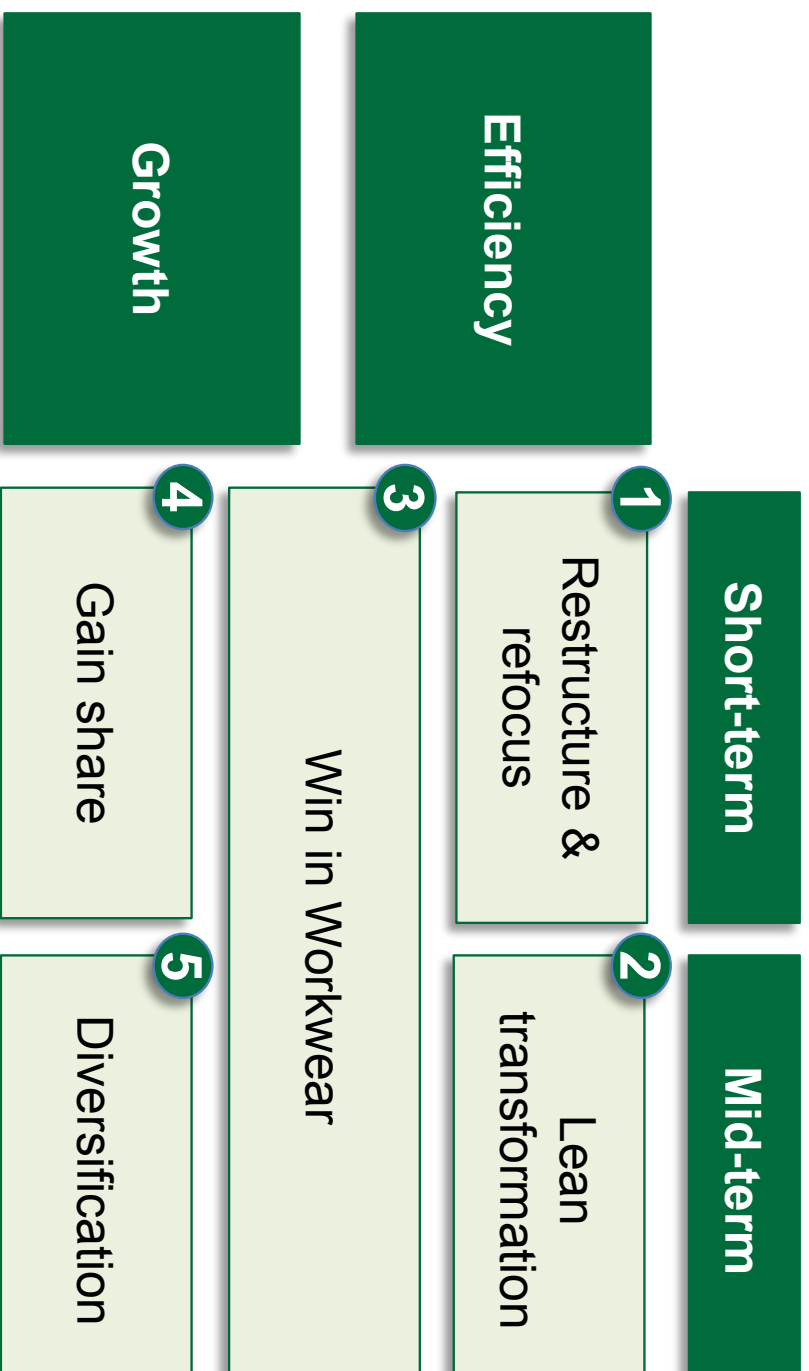 Short-term
Mid-term
Efficiency
1
Restructure &
refocus
2
Lean
transformation
3
Win in Workwear
Growth
4
Gain share
5
Diversification